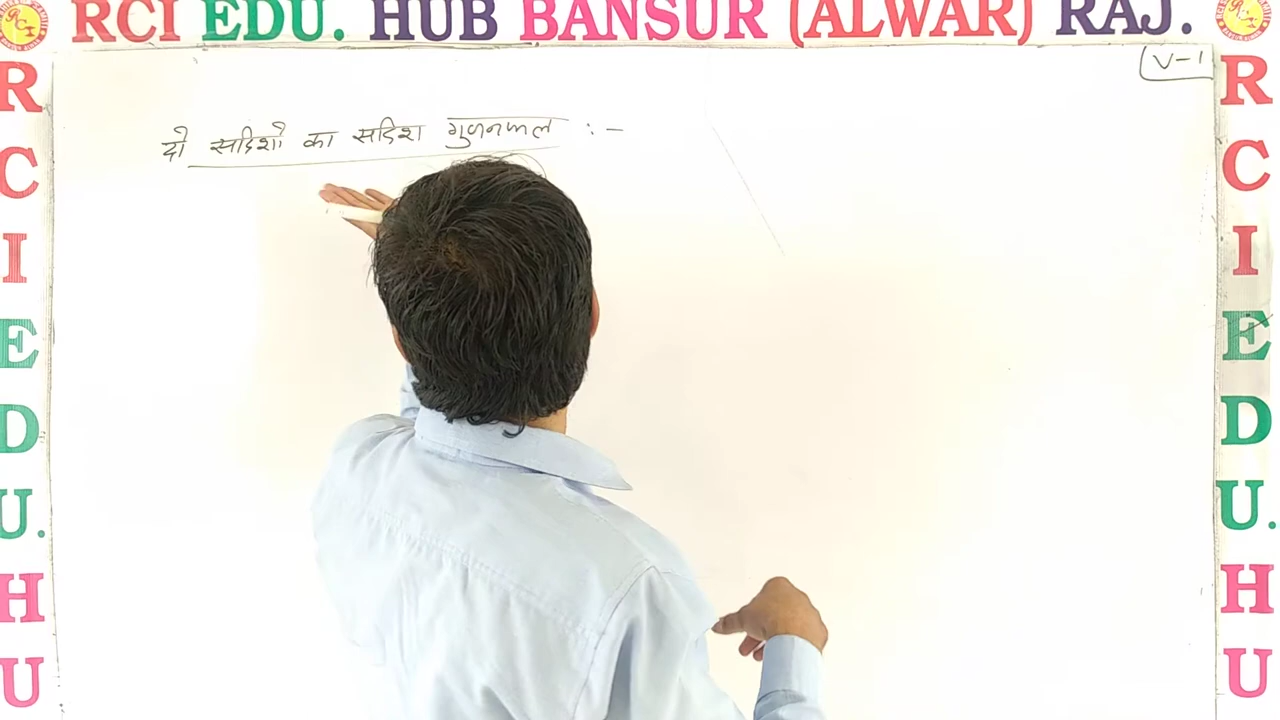 RCI EDU. HUB BANSUR (ALWAR) RAJ.
V-1
दो सदिशों का सदिश गुणनफल :-
R
C
I
E
D
U.
H
U
R
C
I
E
D
U.
H
U